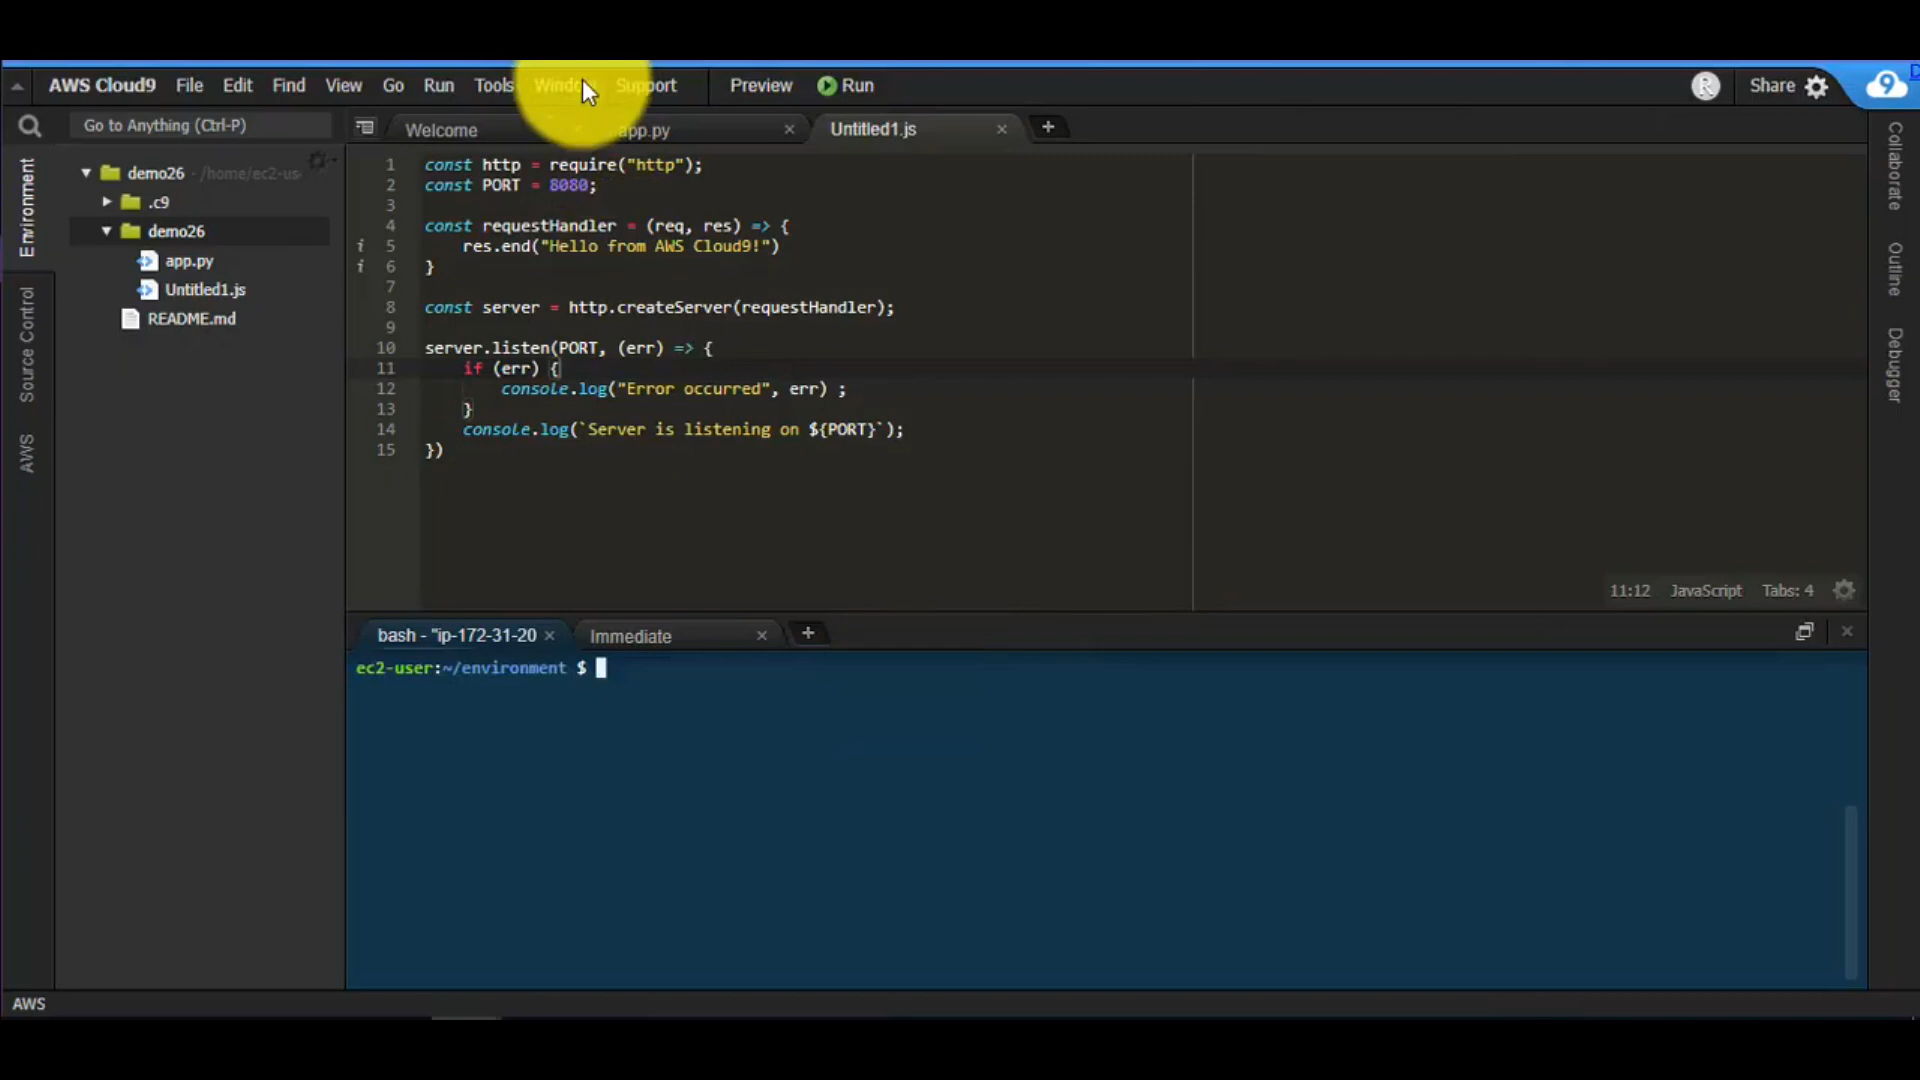 AWS Cloud9 File Edit Find View Go Run Tools Window Support Preview Run R Share 9
Go to Anything (Ctrl-P)
Welcome app.py Untitled1.js
Environment
Source Control
AWS
demo26 - /home/ec2-us
.c9
demo26
app.py
Untitled1.js
README.md
1 const http = require("http");
2 const PORT = 8080;
3
4 const requestHandler = (req, res) => {
i 5 res.end("Hello from AWS Cloud9!")
i 6 }
7
8 const server = http.createServer(requestHandler);
9
10 server.listen(PORT, (err) => {
11 if (err) {
12 console.log("Error occurred", err) ;
13 }
14 console.log(`Server is listening on ${PORT}`);
15 })
11:12 JavaScript Tabs: 4
Collaborate
Outline
Debugger
bash - "ip-172-31-20 Immediate
ec2-user:~/environment $
AWS